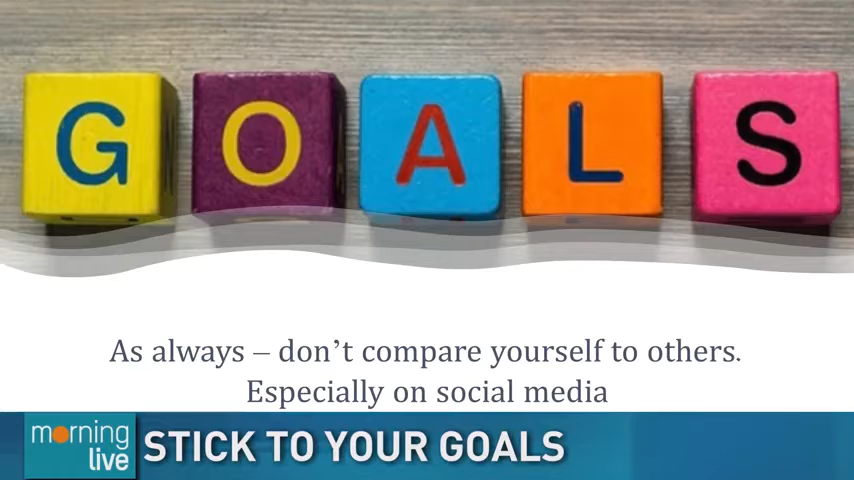 GOALS
As always – don’t compare yourself to others.
Especially on social media
morning
live
STICK TO YOUR GOALS